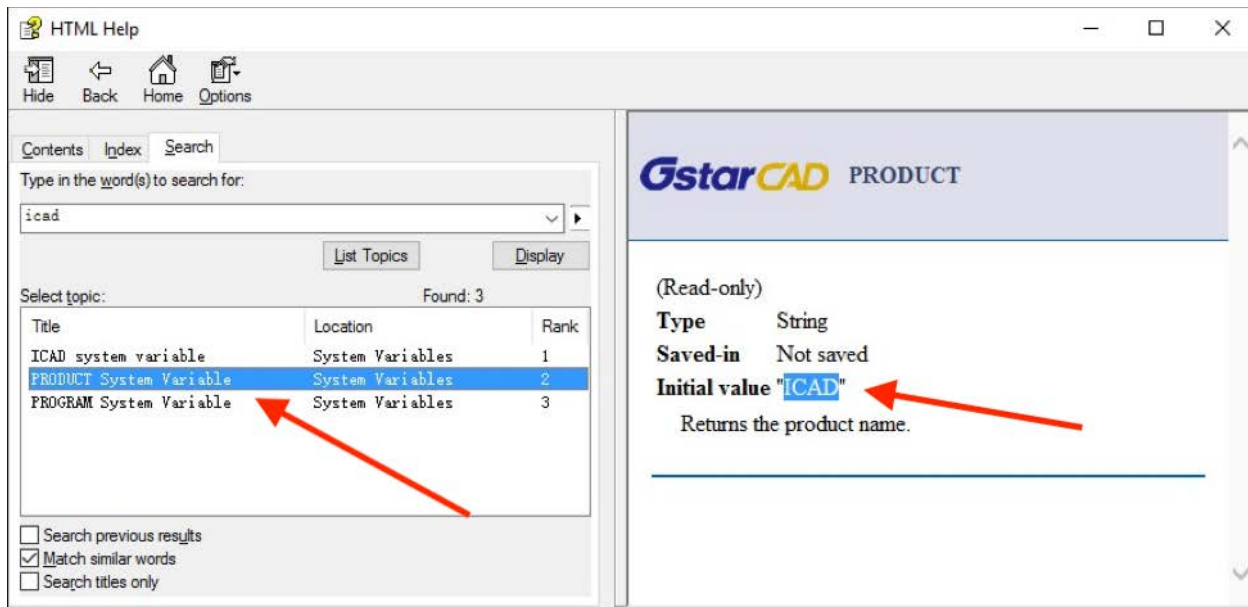 HTML Help
Hide Back Home Options
Contents Index Search
Type in the word(s) to search for:
icad
List Topics Display
Select topic: Found: 3
Title Location Rank
ICAD system variable System Variables 1
PRODUCT System Variable System Variables 2
PROGRAM System Variable System Variables 3
Search previous results
Match similar words
Search titles only
GstarCAD PRODUCT
(Read-only)
Type String
Saved-in Not saved
Initial value "ICAD"
Returns the product name.